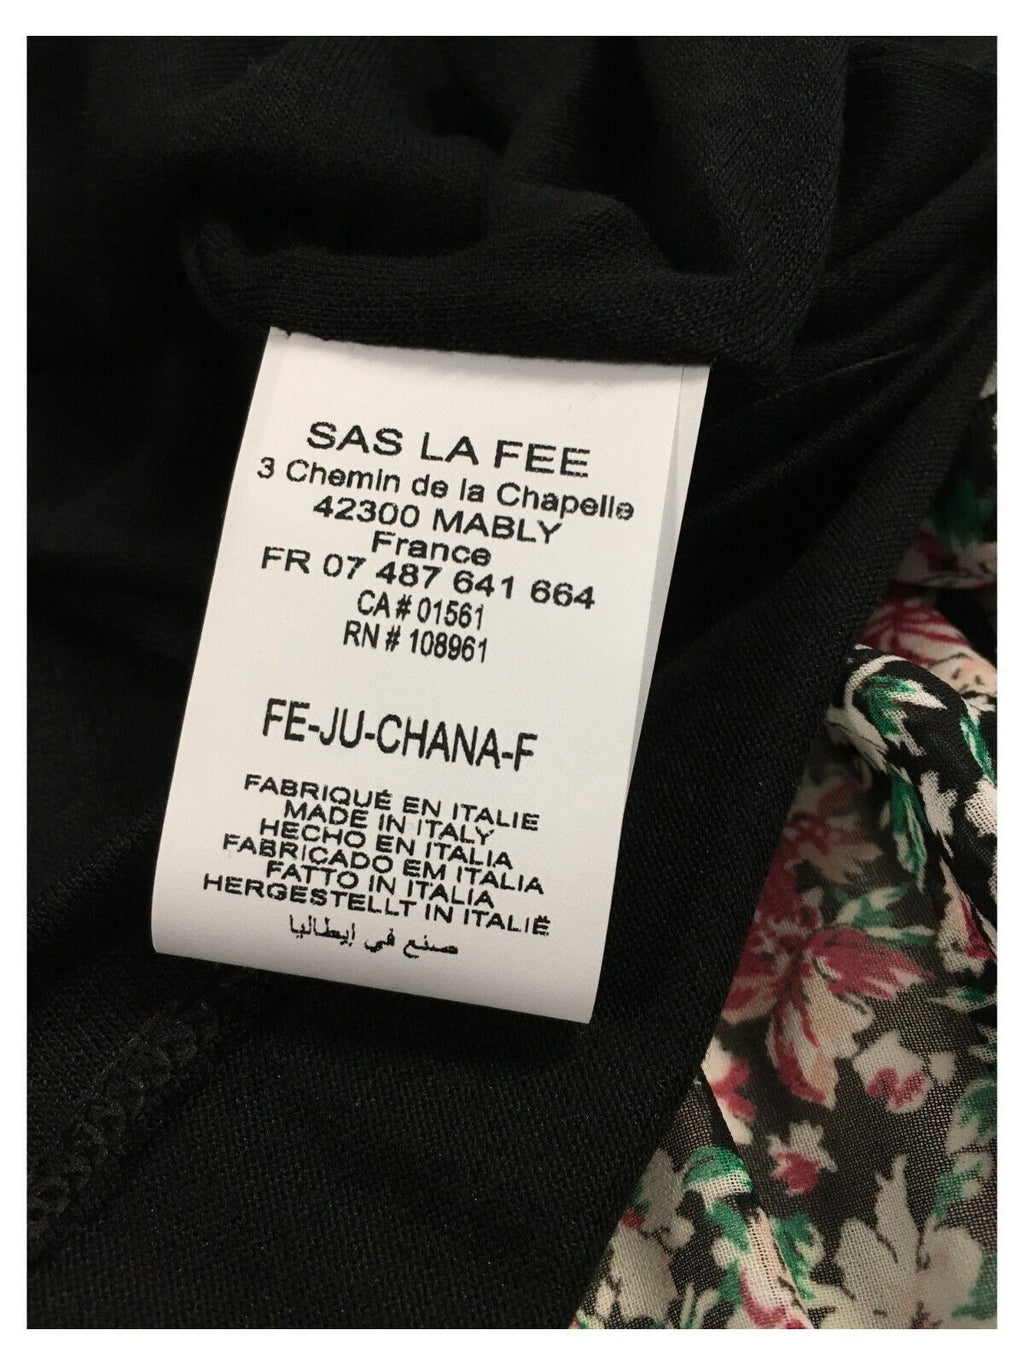 SAS LA FEE
3 Chemin de la Chapelle
42300 MABLY
France
FR 07 487 641 664
CA # 01561
RN # 108961
FE-JU-CHANA-F
FABRIQUÉ EN ITALIE
MADE IN ITALY
HECHO EN ITALIA
FABRICADO EM ITALIA
FATTO IN ITALIA
HERGESTELLT IN ITALIË
صنع في إيطاليا